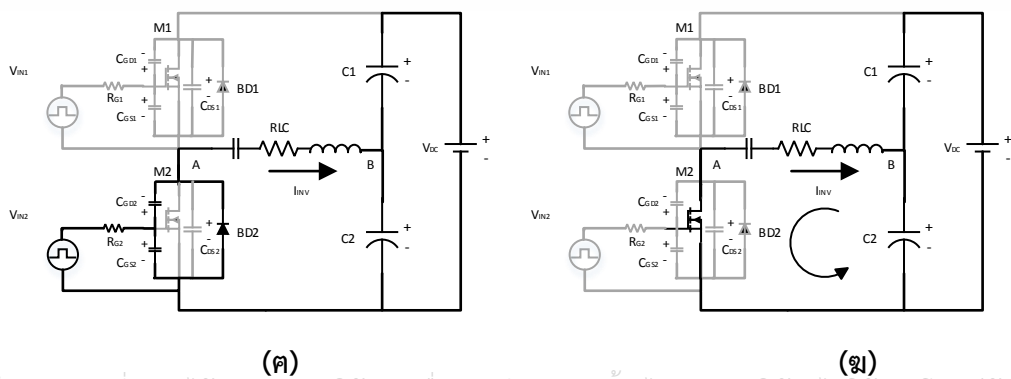 M1
CGD1
VIN1
RG1
CGS1
CDS1
BD1
C1
RLC
VDC
A
B
IINV
M2
CGD2
VIN2
RG2
CGS2
CDS2
BD2
C2
(ฅ)
M1
CGD1
VIN1
RG1
CGS1
CDS1
BD1
C1
RLC
VDC
A
B
IINV
M2
CGD2
VIN2
RG2
CGS2
CDS2
BD2
C2
(ฆ)